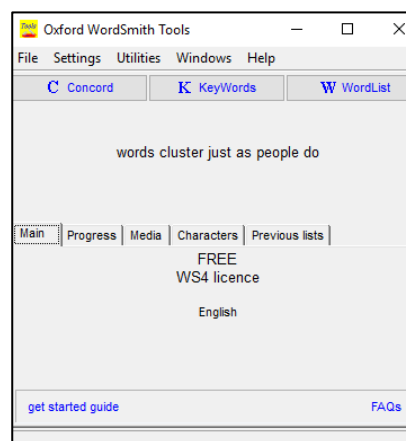 Tools Oxford WordSmith Tools
File Settings Utilities Windows Help
C Concord K KeyWords W WordList
words cluster just as people do
Main Progress Media Characters Previous lists
FREE
WS4 licence
English
get started guide FAQs